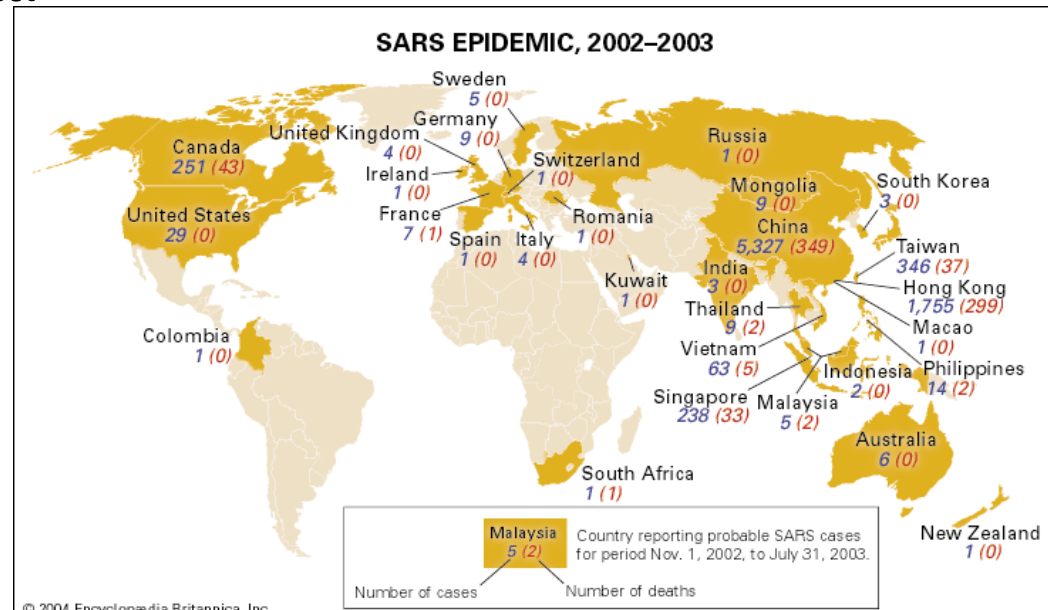 SARS EPIDEMIC, 2002–2003
Sweden
5 (0)
Germany
9 (0)
United Kingdom
4 (0)
Ireland
1 (0)
France
7 (1)
Spain
1 (0)
Italy
4 (0)
Switzerland
1 (0)
Romania
1 (0)
Canada
251 (43)
United States
29 (0)
Colombia
1 (0)
Russia
1 (0)
Mongolia
9 (0)
China
5,327 (349)
South Korea
3 (0)
Taiwan
346 (37)
Hong Kong
1,755 (299)
Macao
1 (0)
Philippines
14 (2)
Kuwait
1 (0)
India
3 (0)
Thailand
9 (2)
Vietnam
63 (5)
Singapore
238 (33)
Malaysia
5 (2)
Indonesia
2 (0)
Australia
6 (0)
New Zealand
1 (0)
South Africa
1 (1)
Malaysia
5 (2)
Country reporting probable SARS cases
for period Nov. 1, 2002, to July 31, 2003.
Number of cases
Number of deaths
© 2004 Encyclopædia Britannica, Inc.